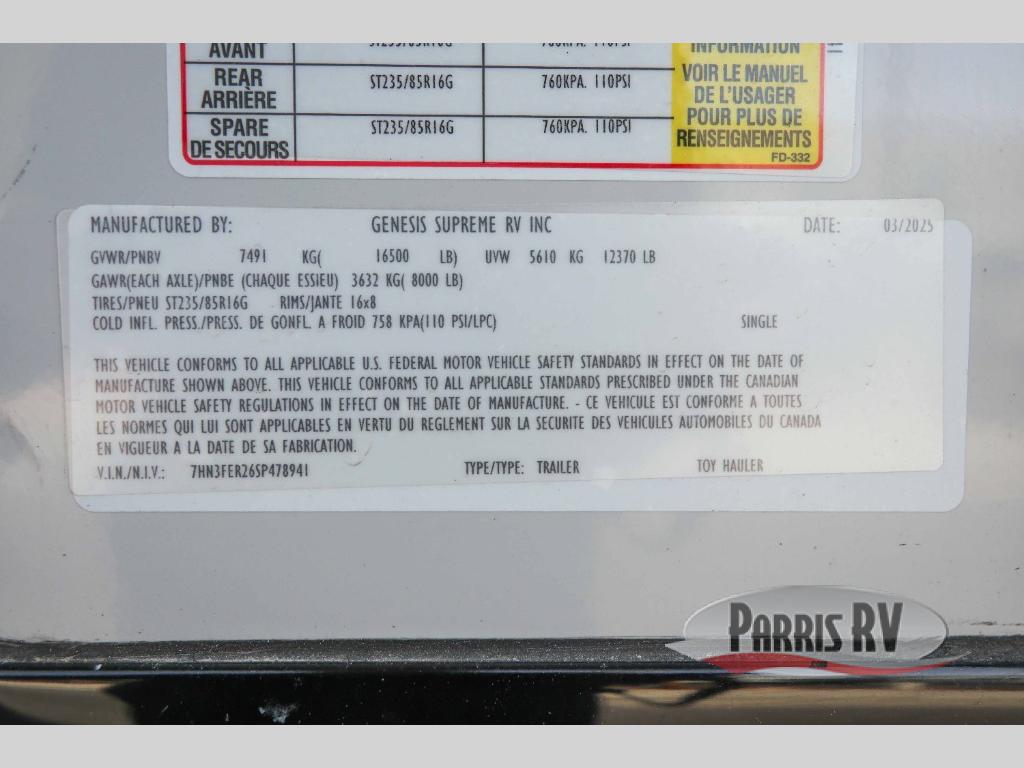 AVANT ST235/85R16G 760KPA. 110PSI INFORMATION
REAR ARRIÈRE ST235/85R16G 760KPA. 110PSI VOIR LE MANUEL
DE L'USAGER
POUR PLUS DE
SPARE DE SECOURS ST235/85R16G 760KPA. 110PSI RENSEIGNEMENTS
FD-332
MANUFACTURED BY: GENESIS SUPREME RV INC DATE: 03/2025
GVWR/PNBV 7491 KG( 16500 LB) UVW 5610 KG 12370 LB
GAWR(EACH AXLE)/PNBE (CHAQUE ESSIEU) 3632 KG( 8000 LB)
TIRES/PNEU ST235/85R16G RIMS/JANTE 16x8
COLD INFL. PRESS./PRESS. DE GONFL. A FROID 758 KPA(110 PSI/LPC) SINGLE
THIS VEHICLE CONFORMS TO ALL APPLICABLE U.S. FEDERAL MOTOR VEHICLE SAFETY STANDARDS IN EFFECT ON THE DATE OF
MANUFACTURE SHOWN ABOVE. THIS VEHICLE CONFORMS TO ALL APPLICABLE STANDARDS PRESCRIBED UNDER THE CANADIAN
MOTOR VEHICLE SAFETY REGULATIONS IN EFFECT ON THE DATE OF MANUFACTURE. - CE VEHICULE EST CONFORME A TOUTES
LES NORMES QUI LUI SONT APPLICABLES EN VERTU DU REGLEMENT SUR LA SECURITE DES VEHICULES AUTOMOBILES DU CANADA
EN VIGUEUR A LA DATE DE SA FABRICATION.
V.I.N./N.I.V.: 7HN3FER26SP478941 TYPE/TYPE: TRAILER TOY HAULER
PARRIS RV